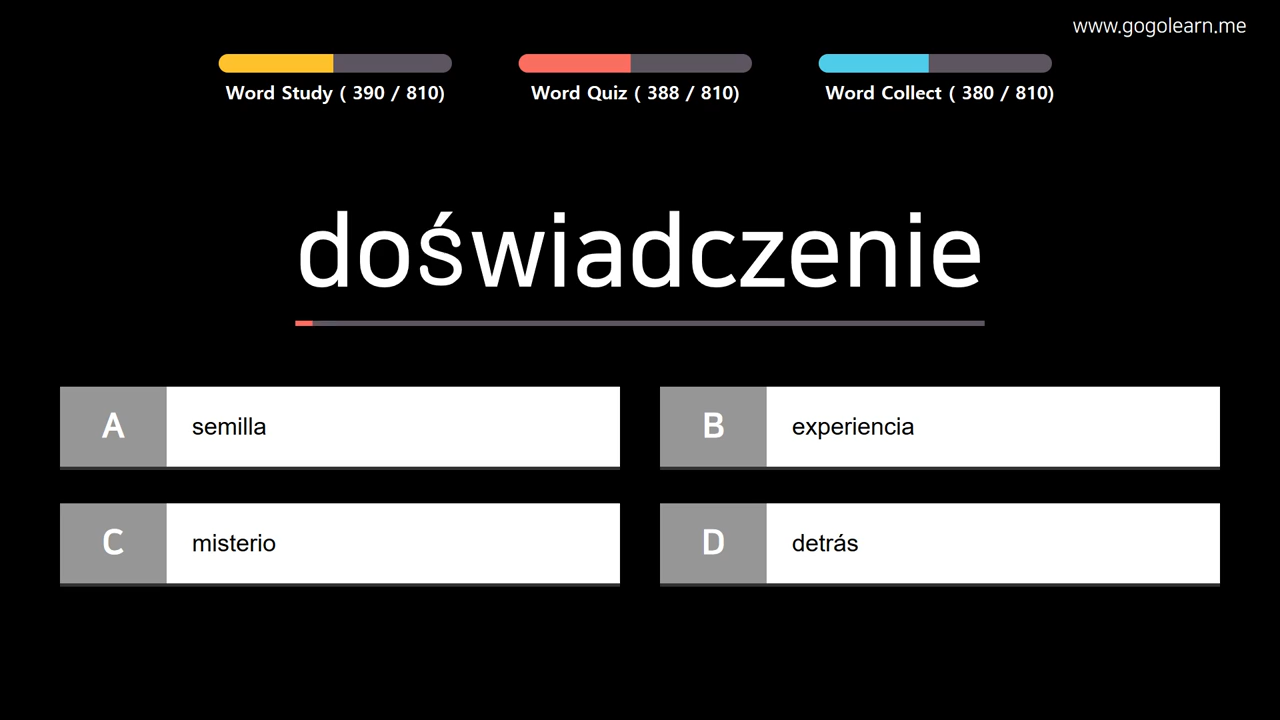 www.gogolearn.me
Word Study ( 390 / 810)
Word Quiz ( 388 / 810)
Word Collect ( 380 / 810)
doświadczenie
A semilla
B experiencia
C misterio
D detrás